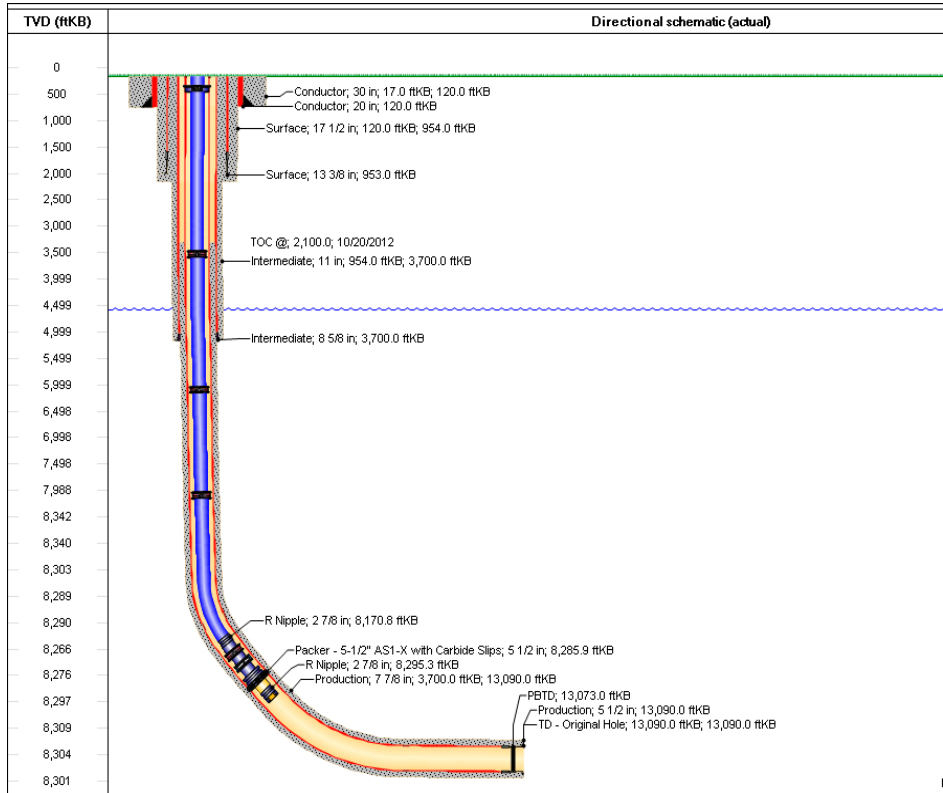 TVD (ftKB) Directional schematic (actual)
0
500
1,000
1,500
2,000
2,500
3,000
3,500
3,999
4,499
4,999
5,499
5,999
6,498
6,998
7,498
7,988
8,342
8,340
8,303
8,289
8,290
8,266
8,276
8,297
8,309
8,304
8,301
Conductor; 30 in; 17.0 ftKB; 120.0 ftKB
Conductor; 20 in; 120.0 ftKB
Surface; 17 1/2 in; 120.0 ftKB; 954.0 ftKB
Surface; 13 3/8 in; 953.0 ftKB
TOC @; 2,100.0; 10/20/2012
Intermediate; 11 in; 954.0 ftKB; 3,700.0 ftKB
Intermediate; 8 5/8 in; 3,700.0 ftKB
R Nipple; 2 7/8 in; 8,170.8 ftKB
Packer - 5-1/2" AS1-X with Carbide Slips; 5 1/2 in; 8,285.9 ftKB
R Nipple; 2 7/8 in; 8,295.3 ftKB
Production; 7 7/8 in; 3,700.0 ftKB; 13,090.0 ftKB
PBTD; 13,073.0 ftKB
Production; 5 1/2 in; 13,090.0 ftKB
TD - Original Hole; 13,090.0 ftKB; 13,090.0 ftKB